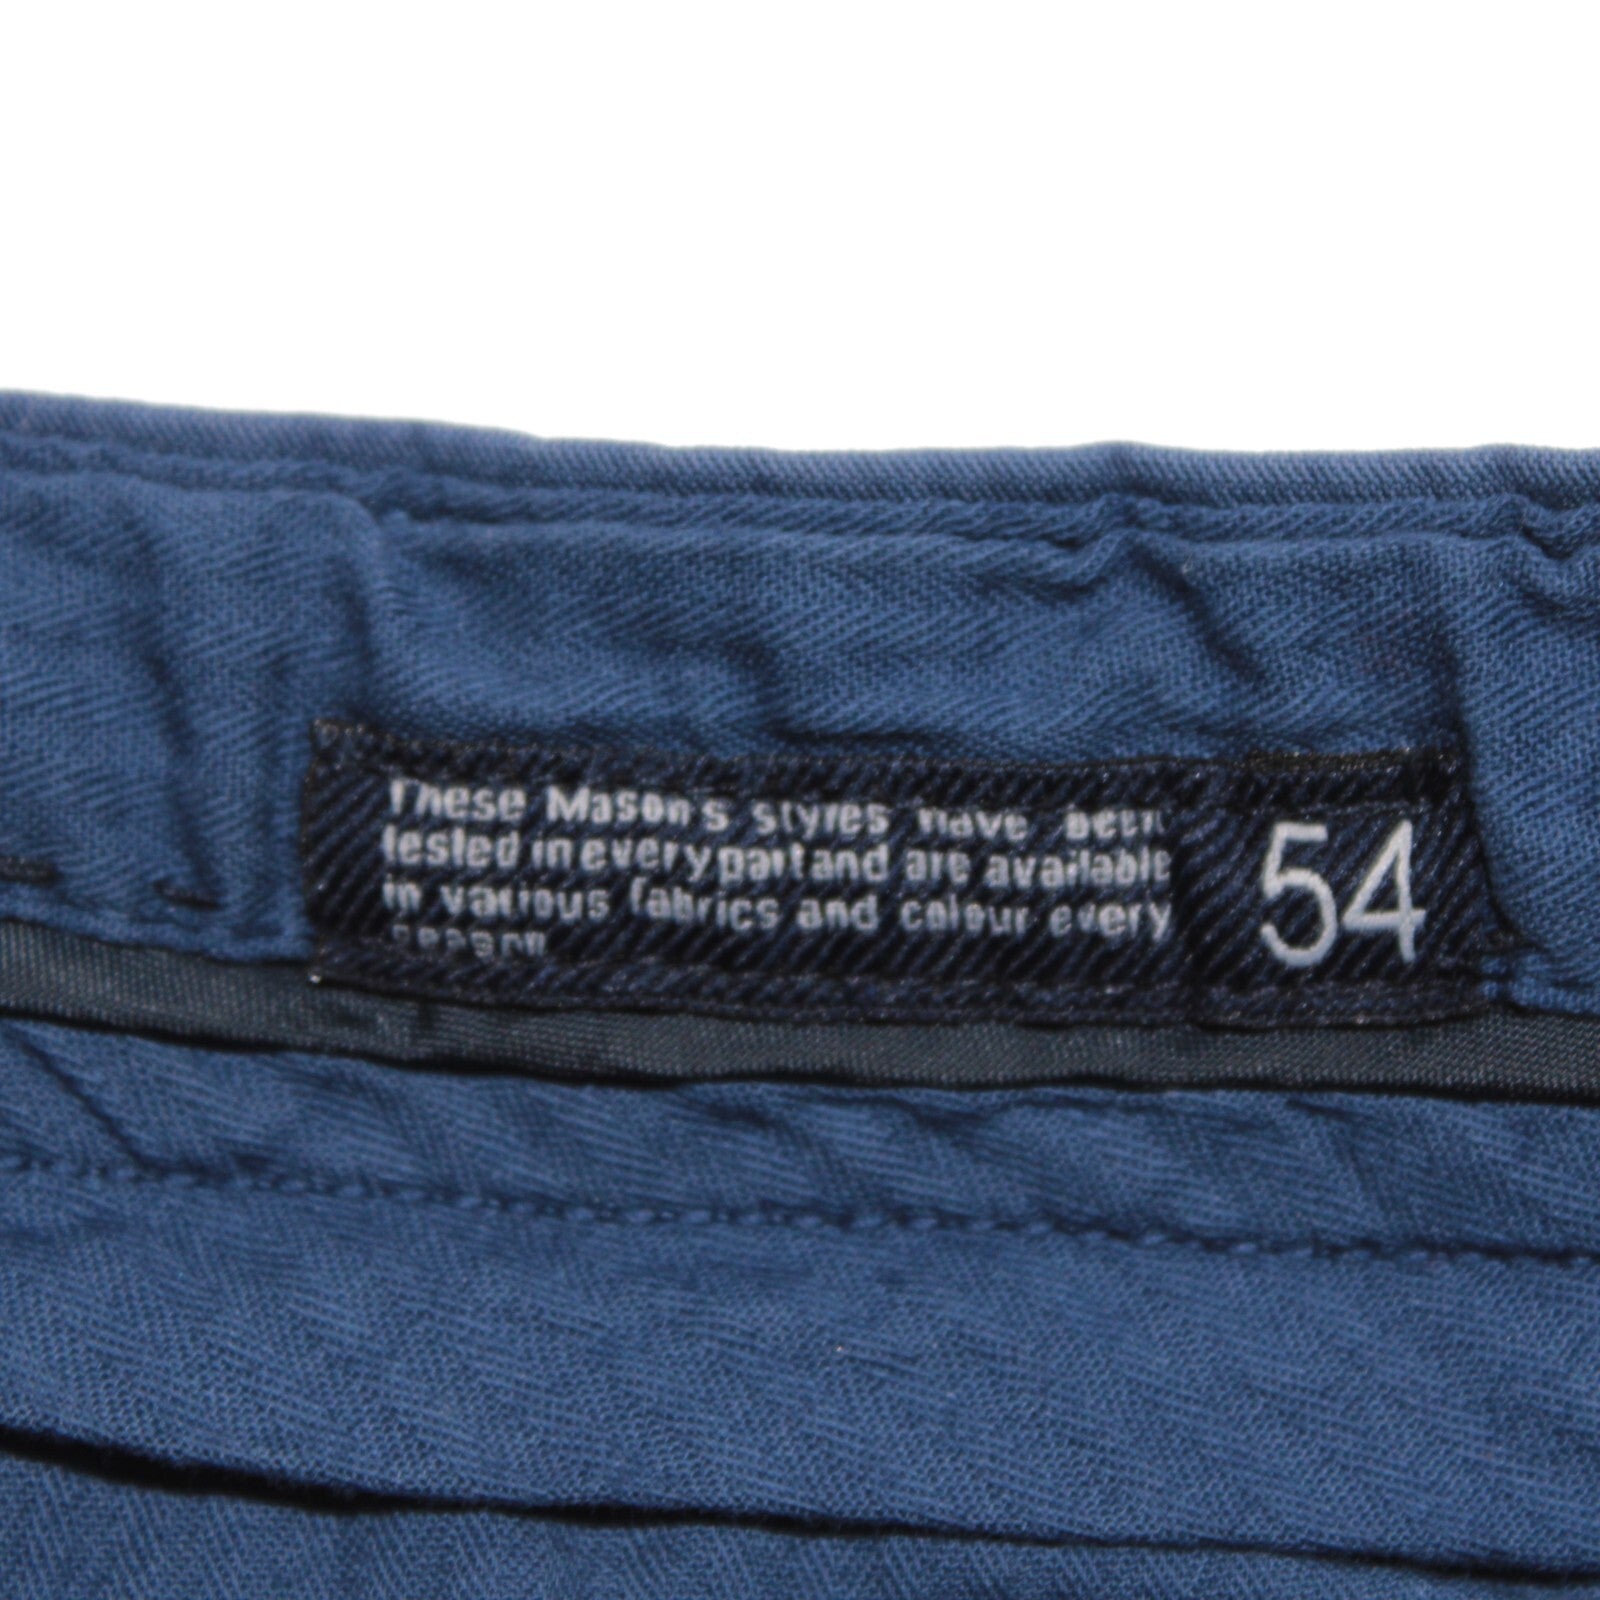 These Mason's styles have been
tested in every part and are available
in various fabrics and colour every
season
54